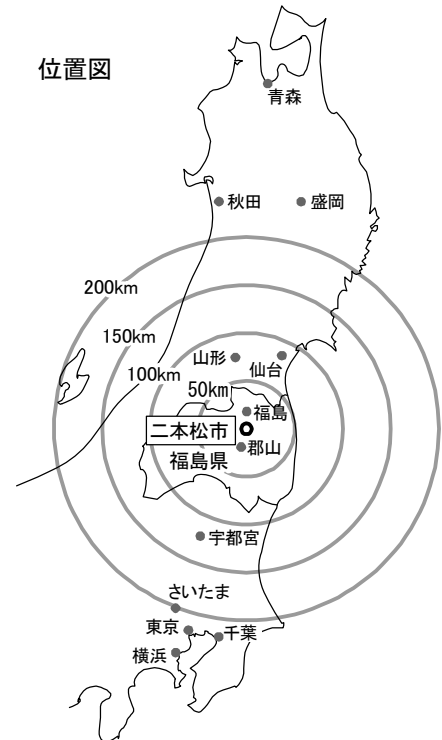 位置図
青森
秋田
盛岡
200km
150km
山形
仙台
100km
50km
福島
二本松市
郡山
福島県
宇都宮
さいたま
東京
千葉
横浜